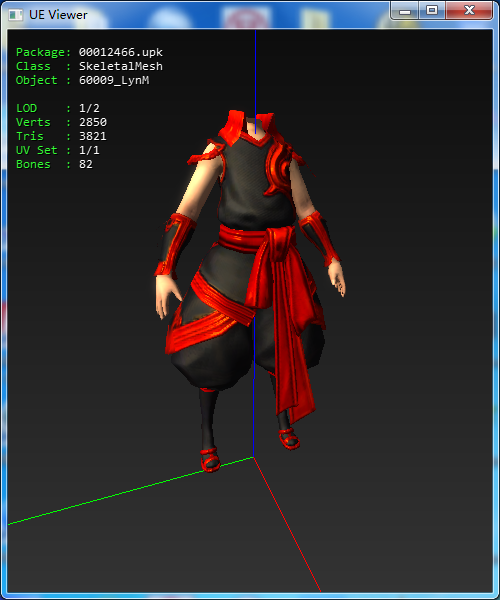 UE Viewer
Package: 00012466.upk
Class : SkeletalMesh
Object : 60009_LynM
LOD : 1/2
Verts : 2850
Tris : 3821
UV Set : 1/1
Bones : 82